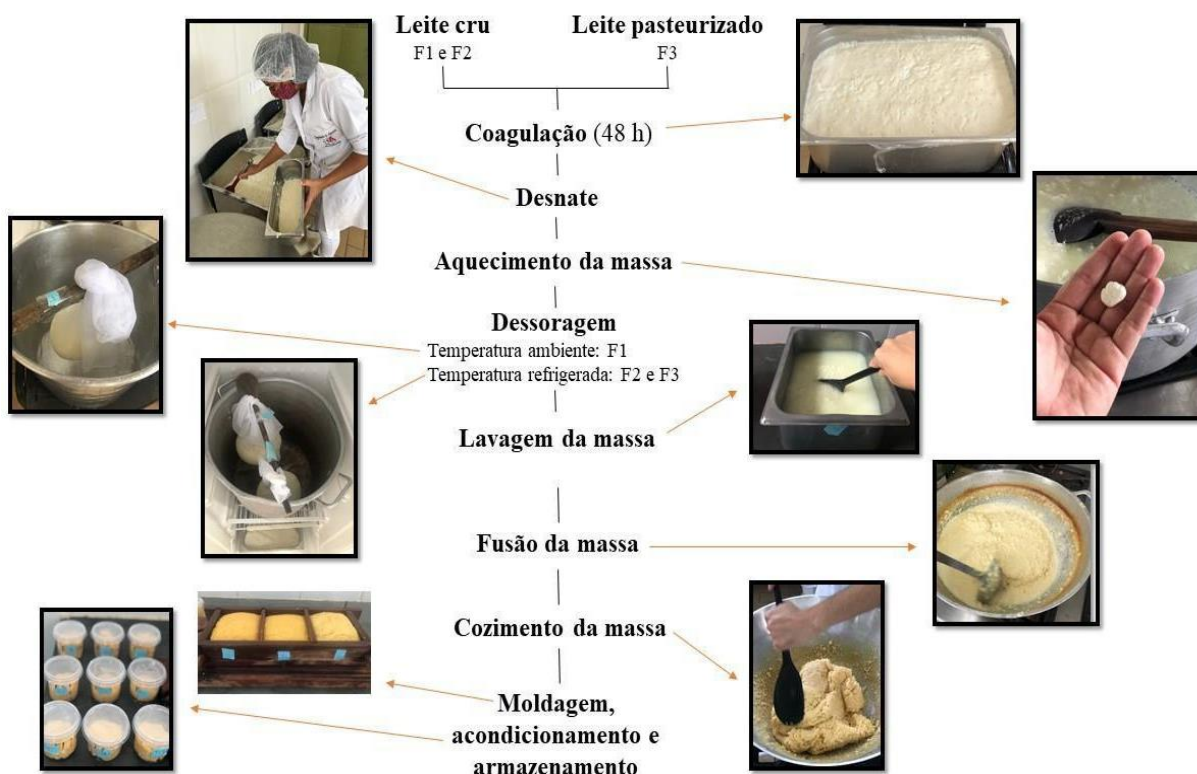 Leite cru
Leite pasteurizado
F1 e F2
F3
Coagulação (48 h)
Desnate
Aquecimento da massa
Dessoragem
Temperatura ambiente: F1
Temperatura refrigerada: F2 e F3
Lavagem da massa
Fusão da massa
Cozimento da massa
Moldagem,
acondicionamento e
armazenamento